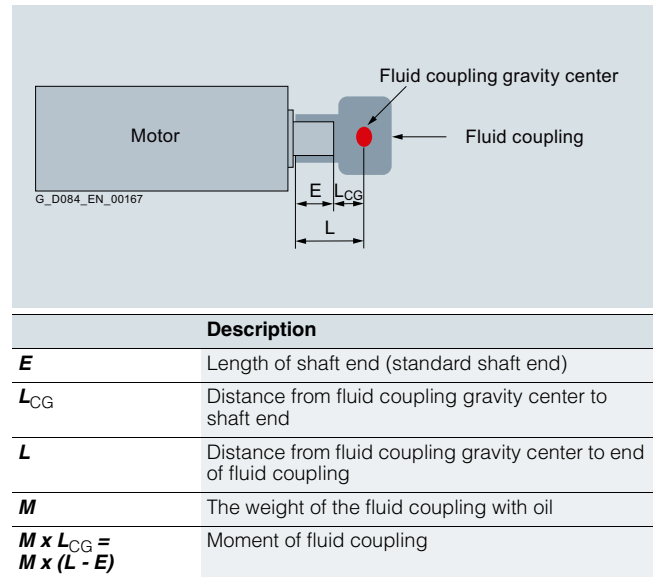 Fluid coupling gravity center
Motor
Fluid coupling
G_D084_EN_00167
E LCG
L
Description
E Length of shaft end (standard shaft end)
LCG Distance from fluid coupling gravity center to
shaft end
L Distance from fluid coupling gravity center to end
of fluid coupling
M The weight of the fluid coupling with oil
M x LCG = Moment of fluid coupling
M x (L - E)